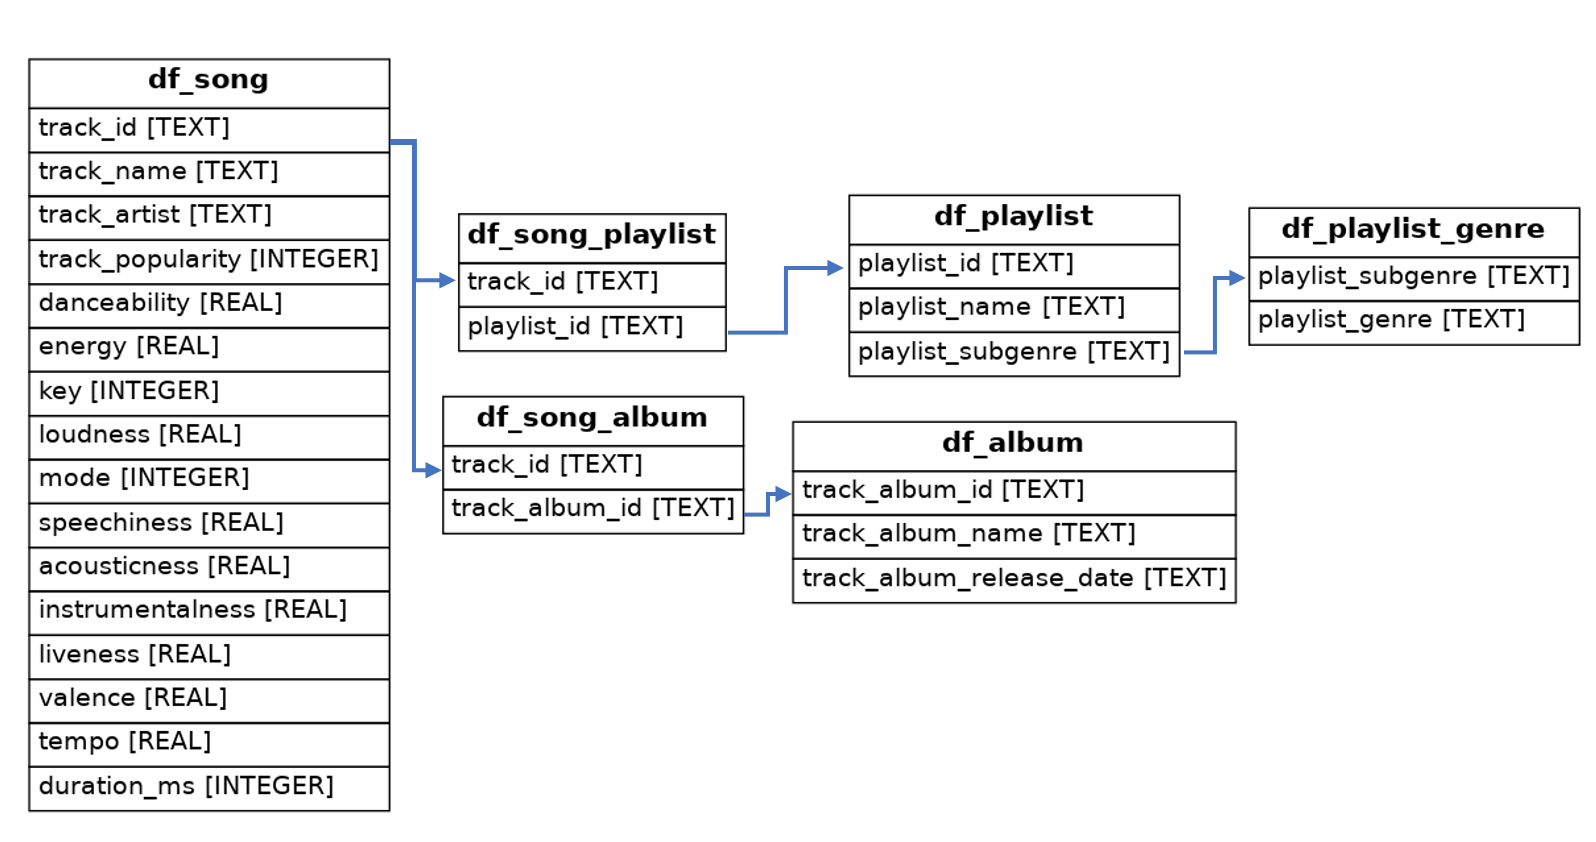 df_song
track_id [TEXT]
track_name [TEXT]
track_artist [TEXT]
track_popularity [INTEGER]
danceability [REAL]
energy [REAL]
key [INTEGER]
loudness [REAL]
mode [INTEGER]
speechiness [REAL]
acousticness [REAL]
instrumentalness [REAL]
liveness [REAL]
valence [REAL]
tempo [REAL]
duration_ms [INTEGER]
df_song_playlist
track_id [TEXT]
playlist_id [TEXT]
df_song_album
track_id [TEXT]
track_album_id [TEXT]
df_playlist
playlist_id [TEXT]
playlist_name [TEXT]
playlist_subgenre [TEXT]
df_album
track_album_id [TEXT]
track_album_name [TEXT]
track_album_release_date [TEXT]
df_playlist_genre
playlist_subgenre [TEXT]
playlist_genre [TEXT]